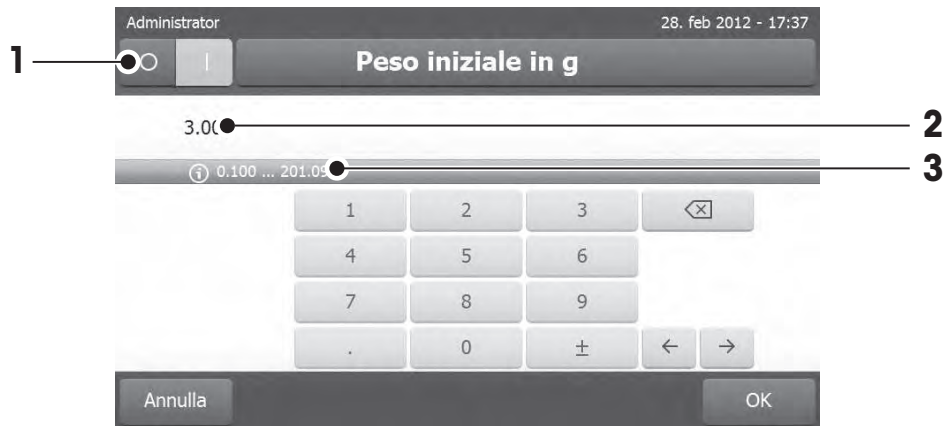 Administrator 28. feb 2012 - 17:37
1
O | Peso iniziale in g
3.0
2
0.100 ... 201.09
3
1 2 3
4 5 6
7 8 9
. 0 ± ← →
Annulla OK